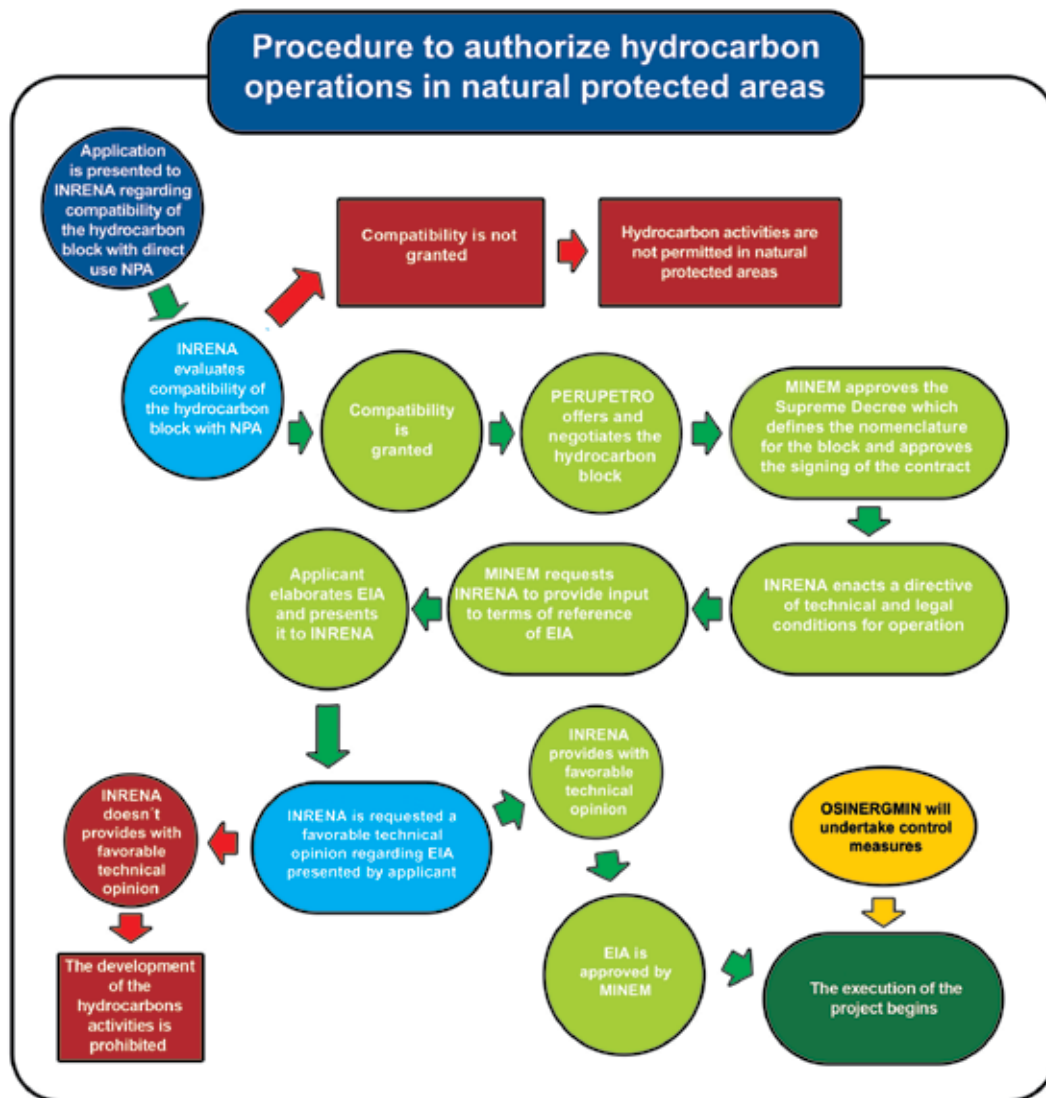 Procedure to authorize hydrocarbon
operations in natural protected areas
Application
is presented to
INRENA regarding
compatibility of
the hydrocarbon
block with direct
use NPA
Compatibility is not
granted
Hydrocarbon activities are
not permitted in natural
protected areas
INRENA
evaluates
compatibility of
the hydrocarbon
block with NPA
Compatibility
is
granted
PERUPETRO
offers and
negotiates the
hydrocarbon
block
MINEM approves the
Supreme Decree which
defines the nomenclature
for the block and approves
the signing of the contract
INRENA enacts a directive
of technical and legal
conditions for operation
MINEM requests
INRENA to provide input
to terms of reference
of EIA
Applicant
elaborates EIA
and presents
it to INRENA
INRENA is requested a
favorable technical
opinion regarding EIA
presented by applicant
INRENA
doesn´t
provides with
favorable
technical
opinion
The development
of the
hydrocarbons
activities is
prohibited
INRENA
provides with
favorable
technical
opinion
EIA is
approved by
MINEM
OSINERGMIN will
undertake control
measures
The execution of the
project begins